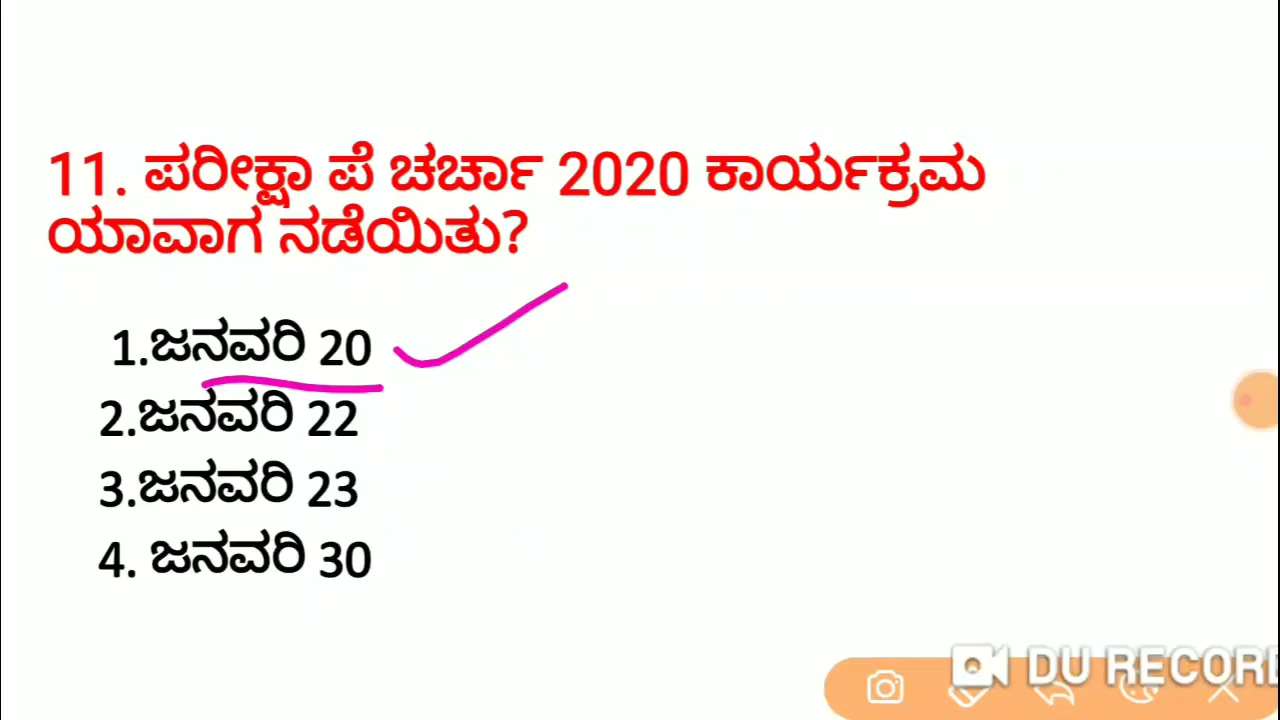 11. ಪರೀಕ್ಷಾ ಪೆ ಚರ್ಚಾ 2020 ಕಾರ್ಯಕ್ರಮ
ಯಾವಾಗ ನಡೆಯಿತು?
1.ಜನವರಿ 20
2.ಜನವರಿ 22
3.ಜನವರಿ 23
4. ಜನವರಿ 30
DU RECORD